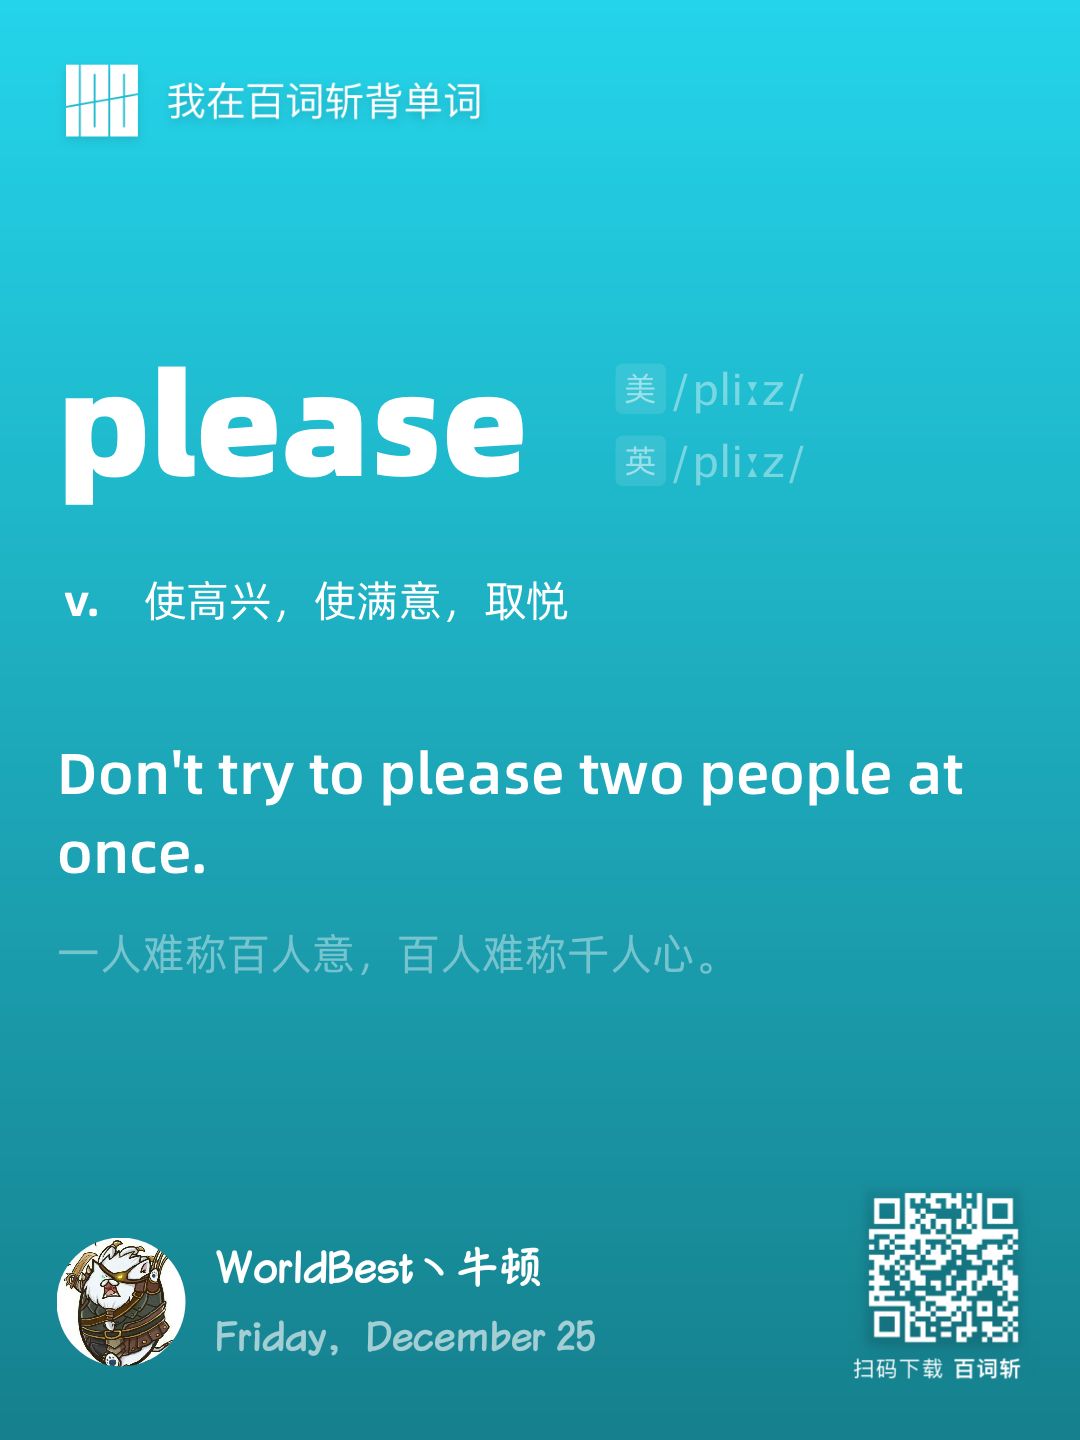 100
我在百词斩背单词
please
美 /pliːz/
英 /pliːz/
v. 使高兴，使满意，取悦
Don't try to please two people at
once.
一人难称百人意，百人难称千人心。
WorldBest丶牛顿
Friday, December 25
扫码下载 百词斩